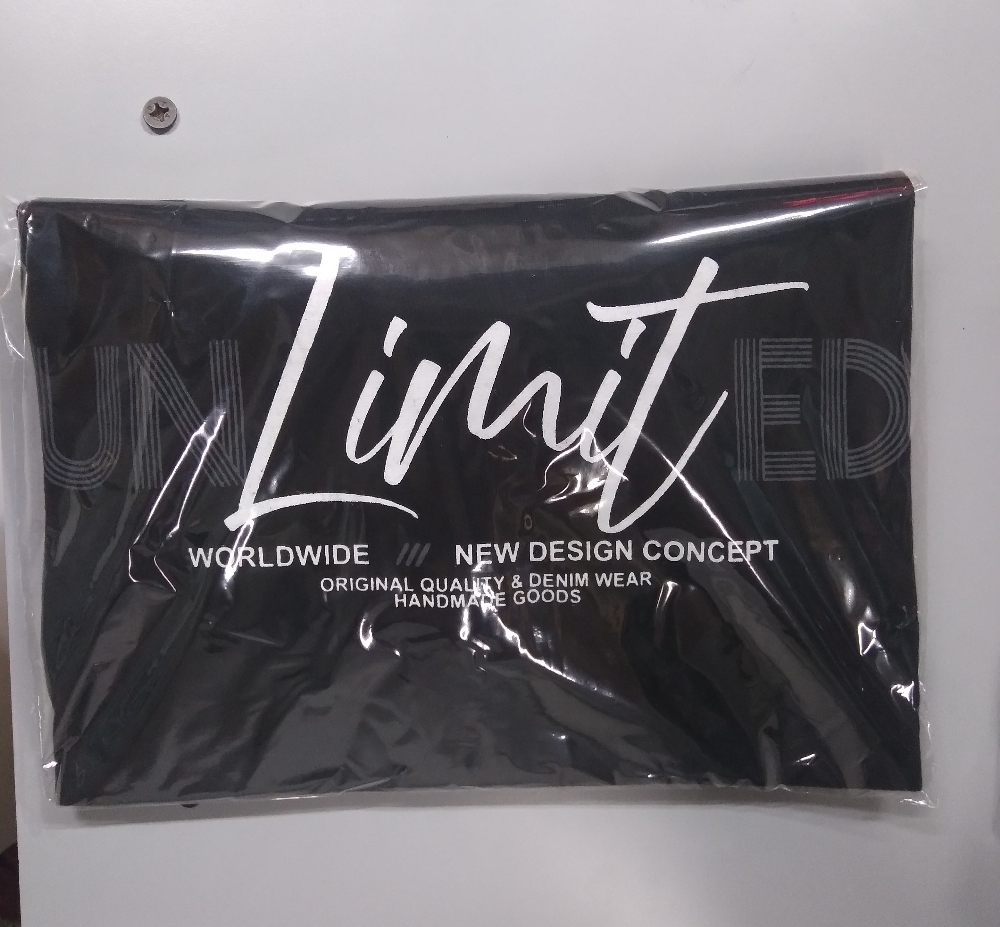 UN Limit ED
WORLDWIDE /// NEW DESIGN CONCEPT
ORIGINAL QUALITY & DENIM WEAR
HANDMADE GOODS